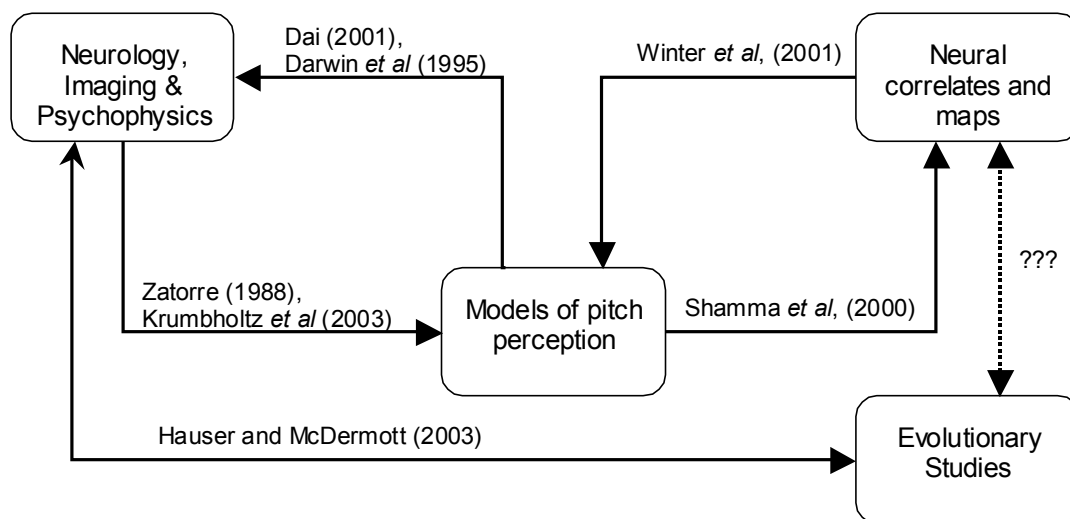 Neurology,
Imaging &
Psychophysics
Dai (2001),
Darwin et al (1995)
Winter et al, (2001)
Neural
correlates and
maps
Zatorre (1988),
Krumbholtz et al (2003)
Models of pitch
perception
Shamma et al, (2000)
???
Hauser and McDermott (2003)
Evolutionary
Studies